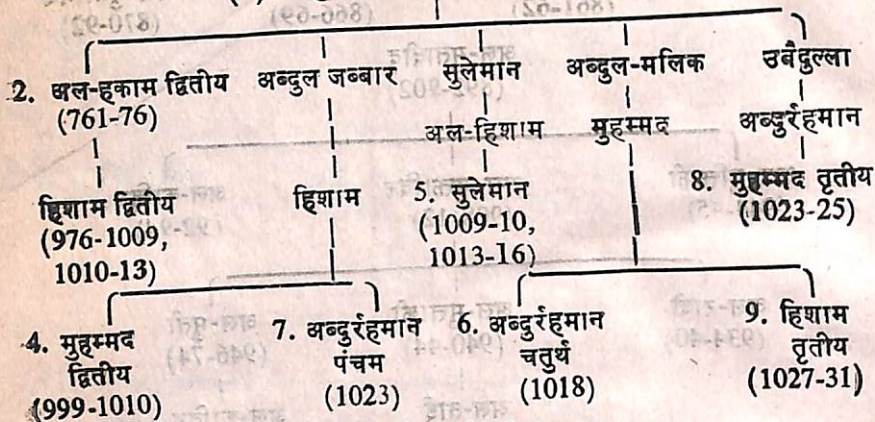 2. अल-हकाम द्वितीय अब्दुल जब्बार सुलेमान अब्दुल-मलिक उबैदुल्ला
(761-76)
अल-हिशाम मुहम्मद अब्दुर्रहमान
हिशाम द्वितीय हिशाम 5. सुलेमान 8. मुहम्मद तृतीय
(976-1009, (1009-10, (1023-25)
1010-13) 1013-16)
4. मुहम्मद 7. अब्दुर्रहमान 6. अब्दुर्रहमान 9. हिशाम
द्वितीय पंचम चतुर्थ तृतीय
(999-1010) (1023) (1018) (1027-31)